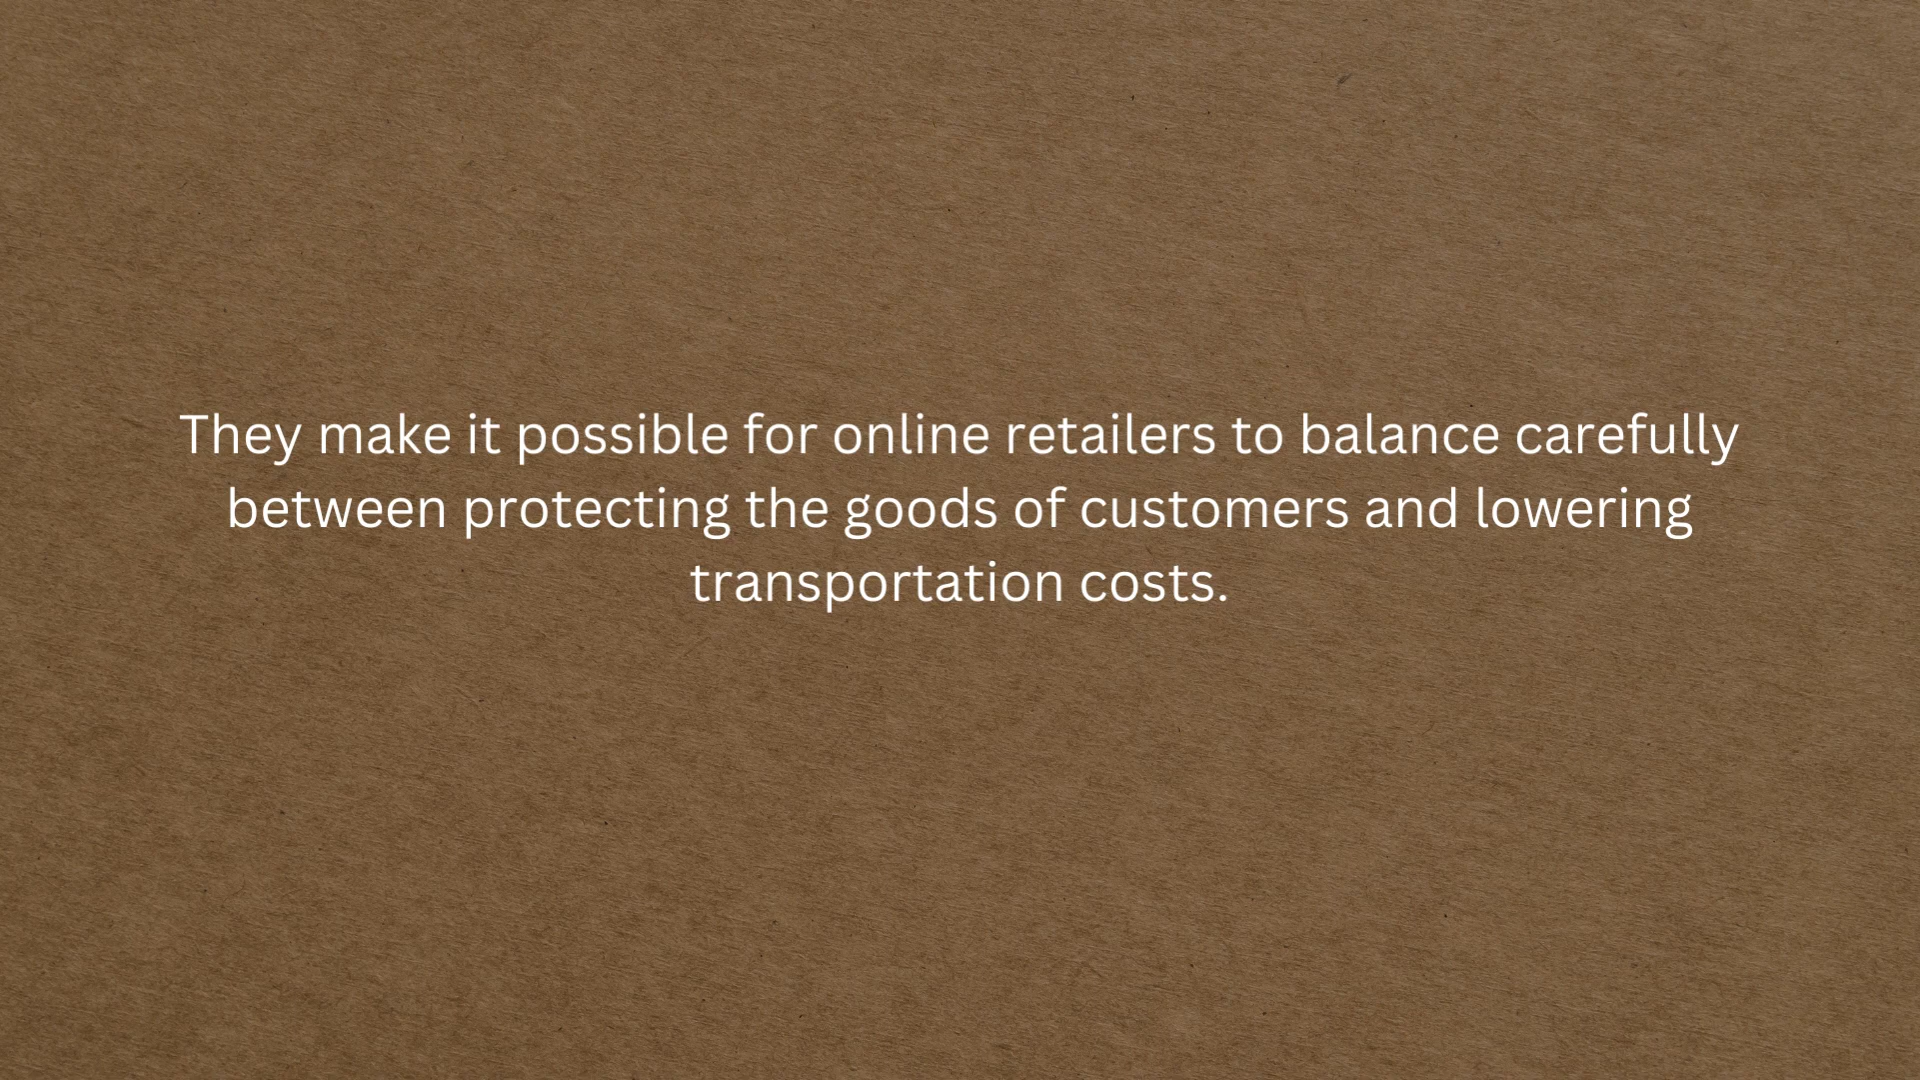 They make it possible for online retailers to balance carefully
between protecting the goods of customers and lowering
transportation costs.